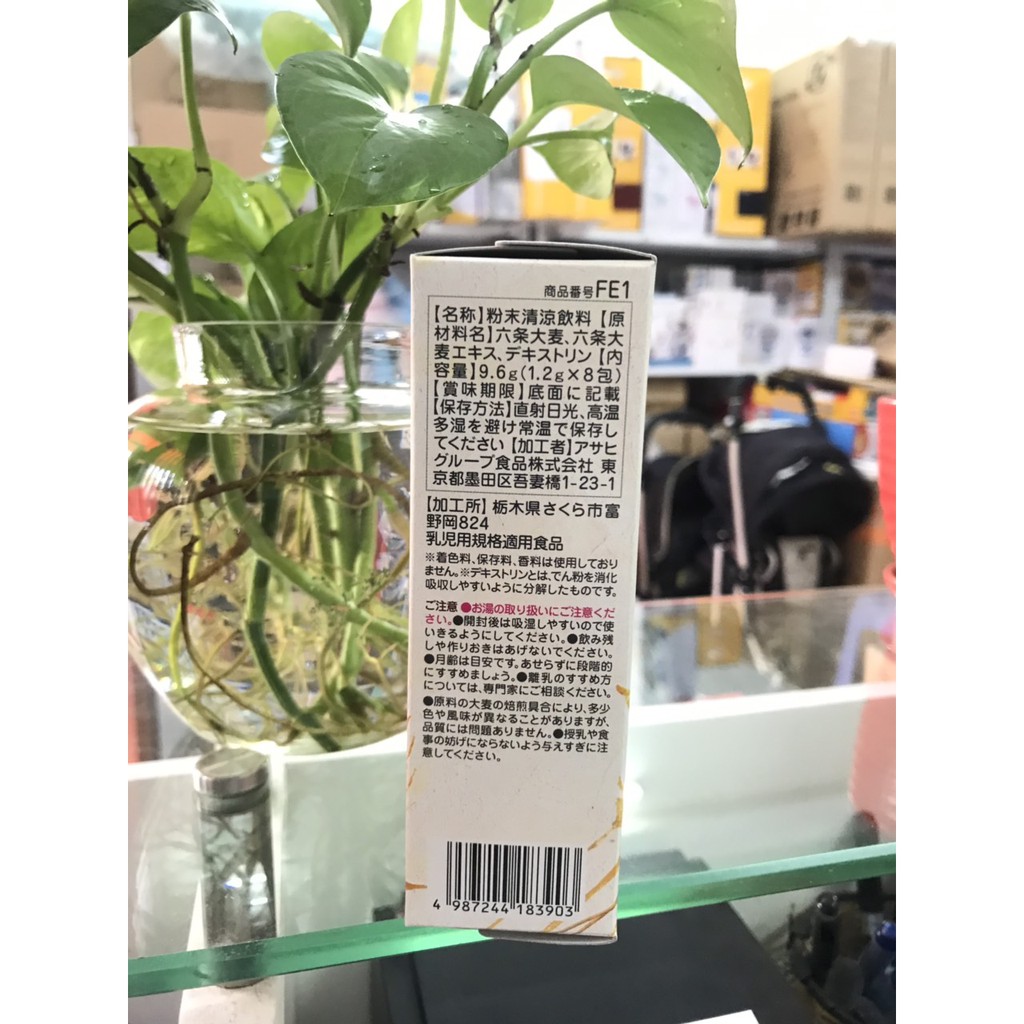 商品番号FE1
【名称】粉末清涼飲料【原
材料名】六条大麦、六条大
麦エキス、デキストリン【内
容量】9.6g(1.2g×8包)
【賞味期限】底面に記載
【保存方法】直射日光、高温
多湿を避け常温で保存し
てください【加工者】アサヒ
グループ食品株式会社 東
京都墨田区吾妻橋1-23-1
【加工所】栃木県さくら市富
野岡824
乳児用規格適用食品
※着色料、保存料、香料は使用しており
ません。※デキストリンとは、でん粉を消化
吸収しやすいように分解したものです。
ご注意 ●お湯の取り扱いにご注意くだ
さい。●開封後は吸湿しやすいので使
いきるようにしてください。●飲み残
しや作りおきはあげないでください。
●月齢は目安です。あせらずに段階的
にすすめましょう。●離乳のすすめ方
については、専門家にご相談ください。
●原料の大麦の焙煎具合により、多少
色や風味が異なることがありますが、
品質には問題ありません。●授乳や食
事の妨げにならないよう与えすぎに注
意してください。
4 987244 183903